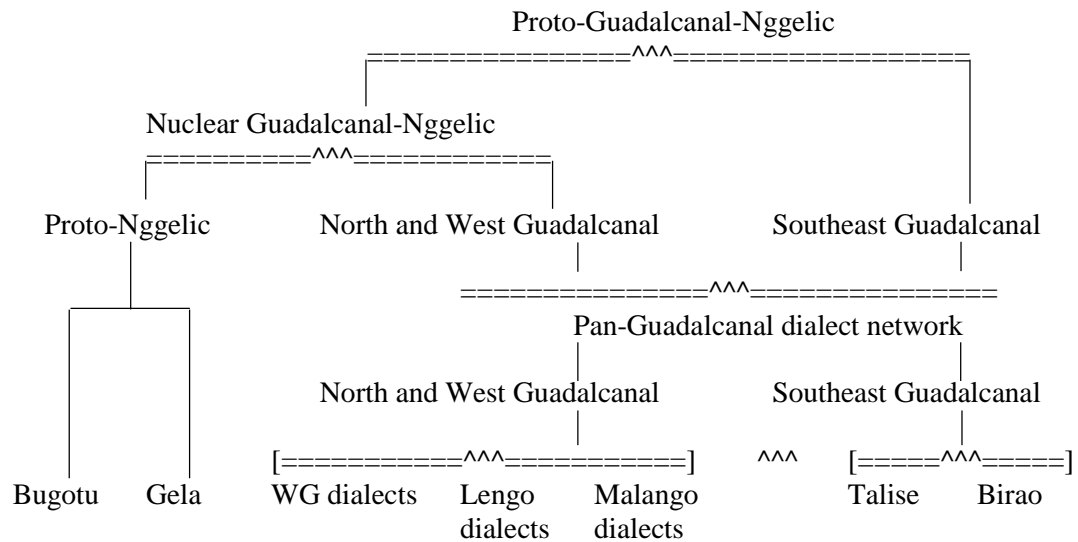 Proto-Guadalcanal-Nggelic
===============^^^==================
Nuclear Guadalcanal-Nggelic
==========^^^============
Proto-Nggelic North and West Guadalcanal Southeast Guadalcanal
===============^^^===============
Pan-Guadalcanal dialect network
North and West Guadalcanal Southeast Guadalcanal
[===========^^^===========] ^^^ [=====^^^=====]
Bugotu Gela WG dialects Lengo Malango Talise Birao
dialects dialects